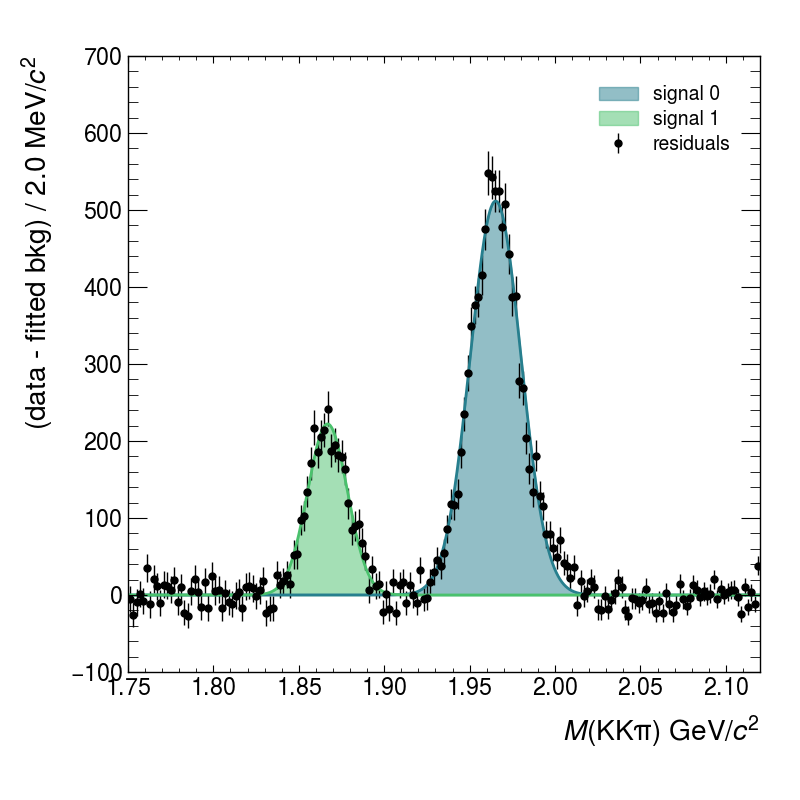 (data - fitted bkg) / 2.0 MeV/c²
700
600
500
400
300
200
100
0
−100
signal 0
signal 1
residuals
1.75 1.80 1.85 1.90 1.95 2.00 2.05 2.10
M(KKπ) GeV/c²